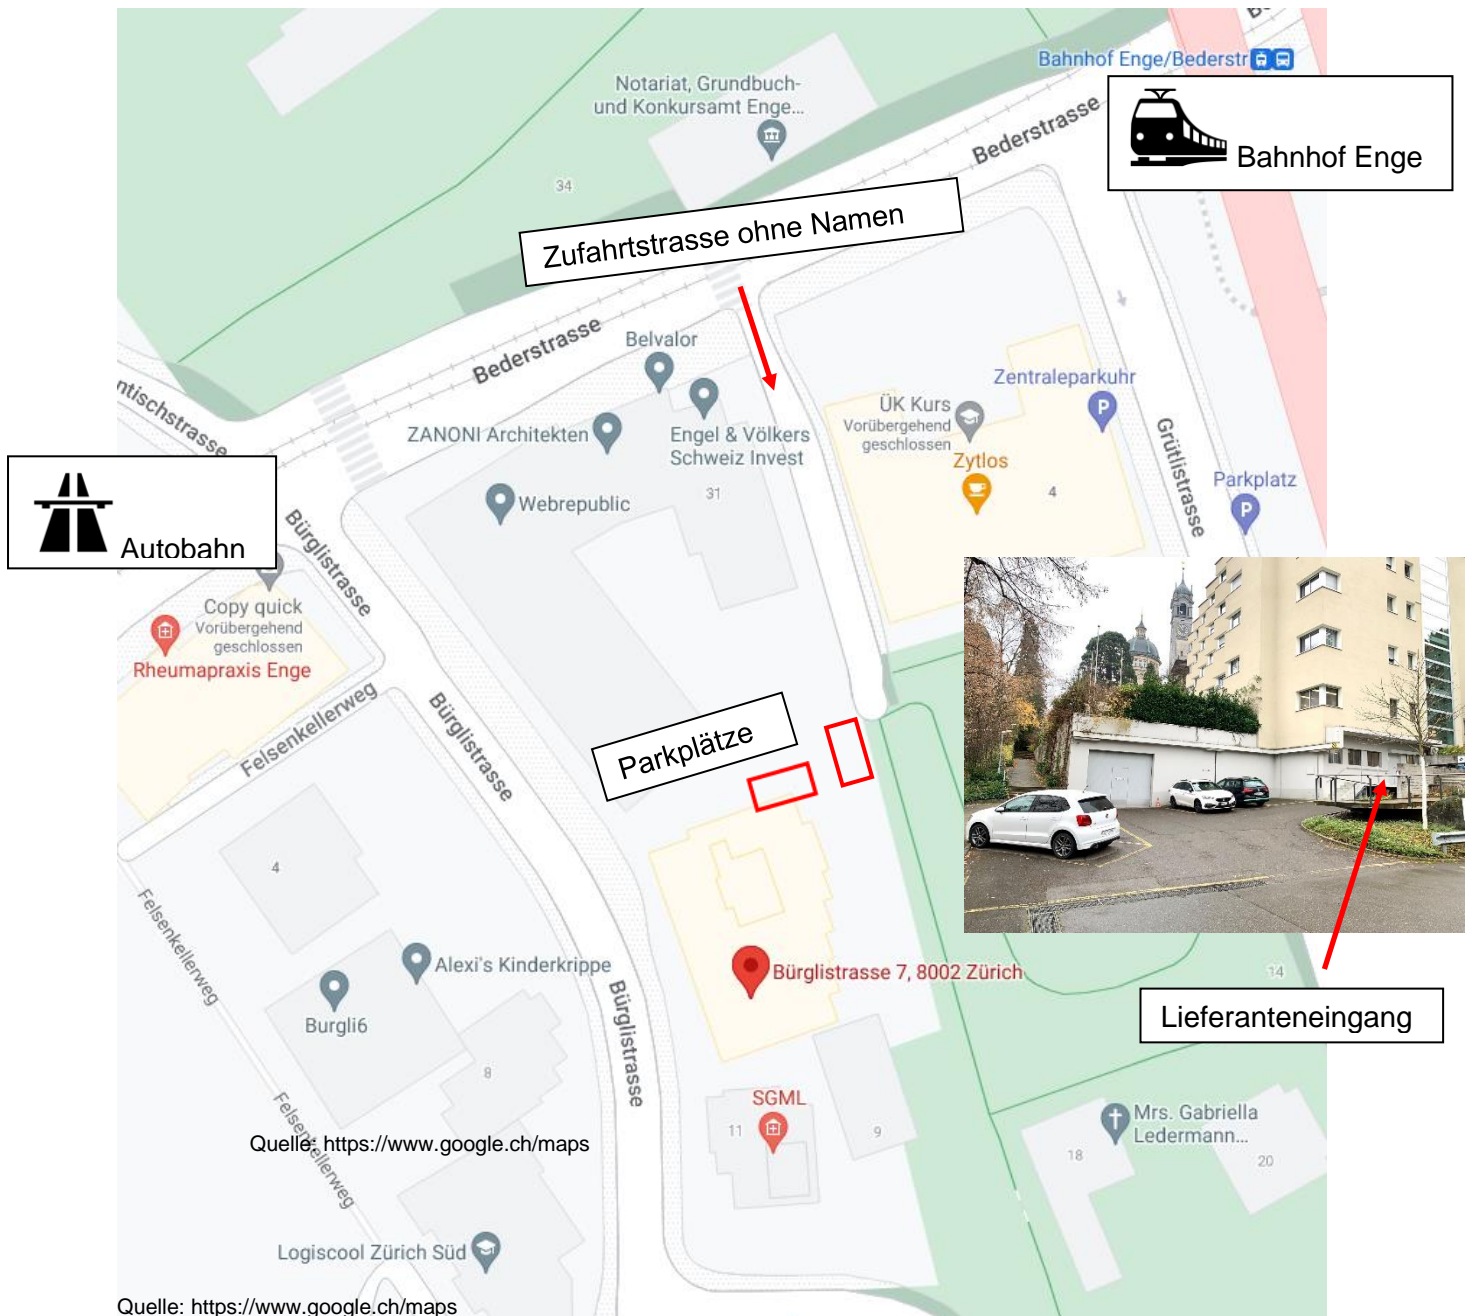 Bahnhof Enge/Bederstr
Notariat, Grundbuch-
und Konkursamt Enge...
Bederstrasse
Bahnhof Enge
34
Zufahrtstrasse ohne Namen
Bederstrasse
Belvalor
ntischstrasse
ZANONI Architekten
Engel & Völkers
Schweiz Invest
ÜK Kurs
Vorübergehend
geschlossen
Zentraleparkuhr
P
Zytlos
4
Grütlistrasse
Parkplatz
P
Webrepublic
31
Autobahn
Bürglistrasse
Copy quick
Vorübergehend
geschlossen
Rheumapraxis Enge
Felsenkellerweg
Bürglistrasse
Parkplätze
4
Felsenkellerweg
Alexi's Kinderkrippe
Burgli6
Bürglistrasse 7, 8002 Zürich
14
Bürglistrasse
Lieferanteneingang
8
SGML
11
9
Mrs. Gabriella
Ledermann...
18
20
Felsenkellerweg
Quelle: https://www.google.ch/maps
Logiscool Zürich Süd
Quelle: https://www.google.ch/maps